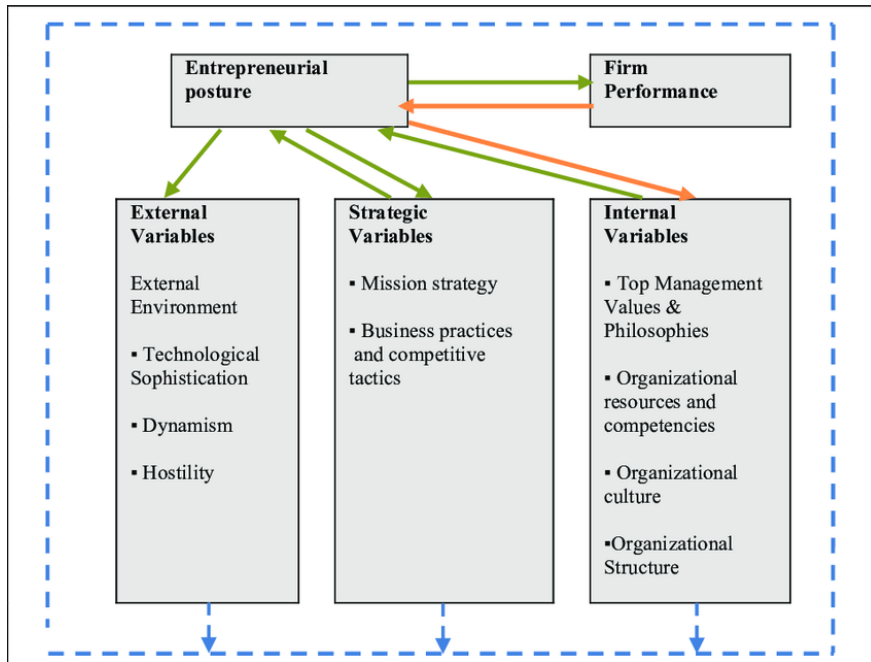 Entrepreneurial
posture
Firm
Performance
External
Variables
External
Environment
▪ Technological
Sophistication
▪ Dynamism
▪ Hostility
Strategic
Variables
▪ Mission strategy
▪ Business practices
and competitive
tactics
Internal
Variables
▪ Top Management
Values &
Philosophies
▪ Organizational
resources and
competencies
▪ Organizational
culture
▪Organizational
Structure